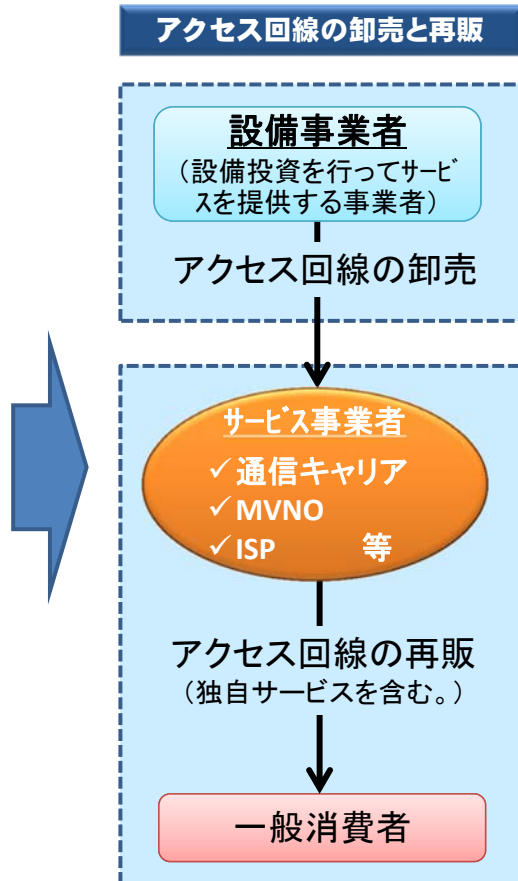 アクセス回線の卸売と再販
設備事業者
（設備投資を行ってｻｰﾋﾞ
ｽを提供する事業者）
アクセス回線の卸売
ｻｰﾋﾞｽ事業者
✓通信キャリア
✓MVNO
✓ISP 等
アクセス回線の再販
（独自サービスを含む。）
一般消費者